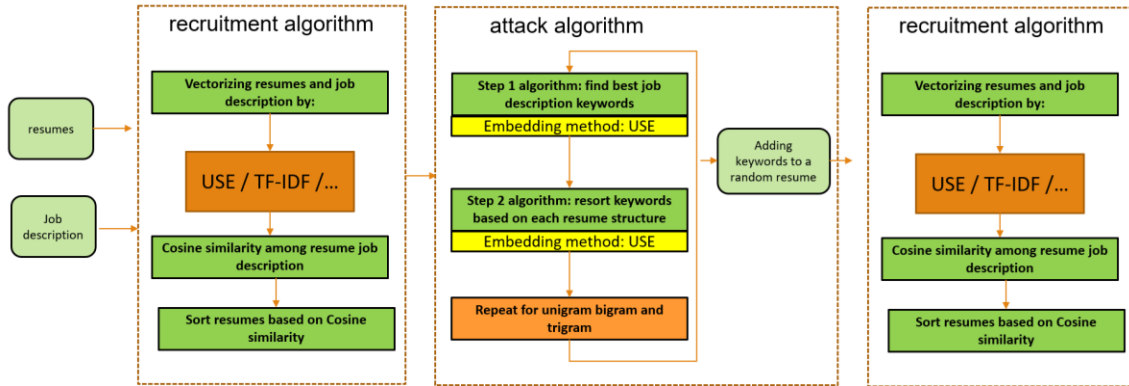 recruitment algorithm
Vectorizing resumes and job
description by:
resumes
USE / TF-IDF /...
Job
description
Cosine similarity among resume job
description
Sort resumes based on Cosine
similarity
attack algorithm
Step 1 algorithm: find best job
description keywords
Embedding method: USE
Step 2 algorithm: resort keywords
based on each resume structure
Embedding method: USE
Repeat for unigram bigram and
trigram
Adding
keywords to a
random resume
recruitment algorithm
Vectorizing resumes and job
description by:
USE / TF-IDF /...
Cosine similarity among resume job
description
Sort resumes based on Cosine
similarity